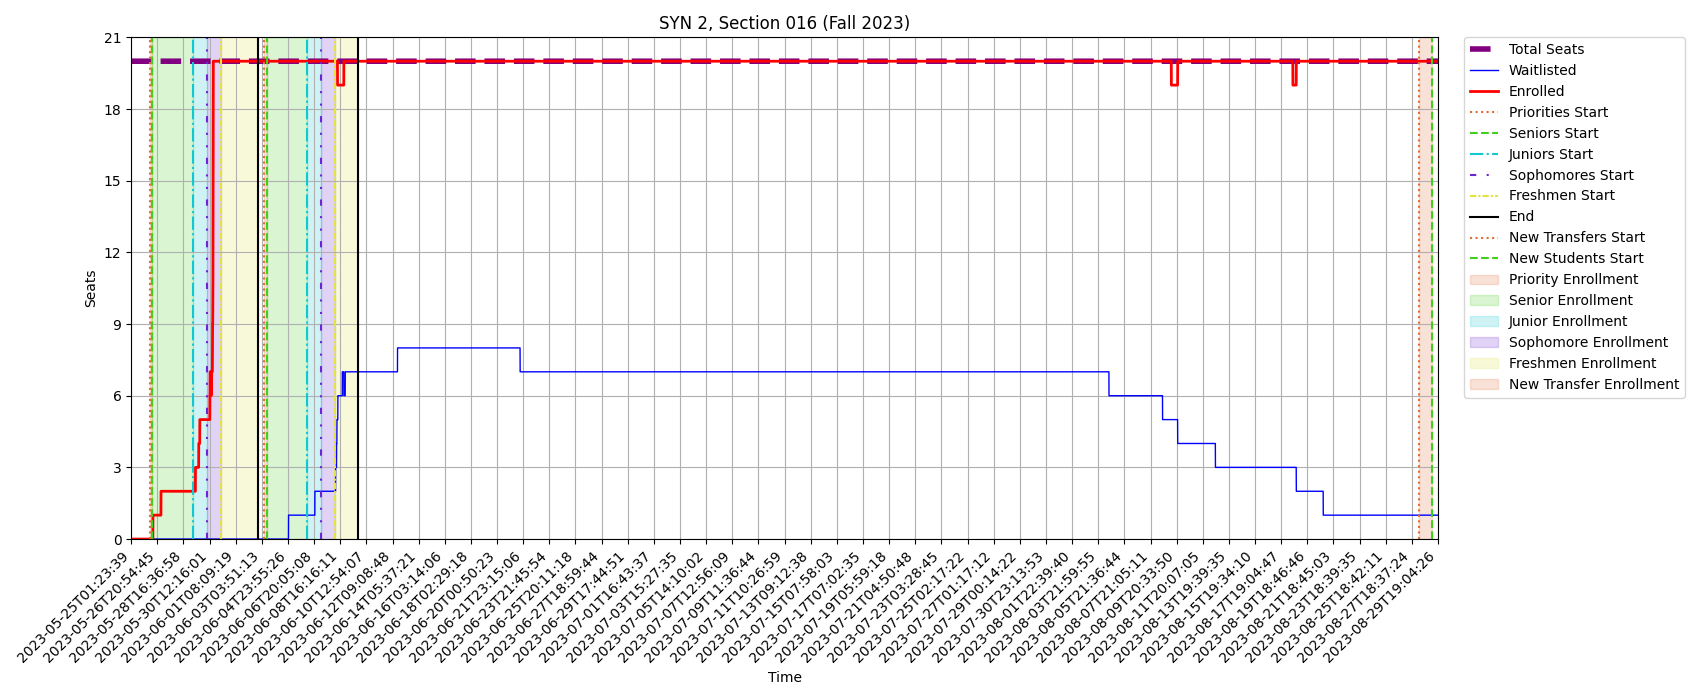 SYN 2, Section 016 (Fall 2023)
Seats
21
18
15
12
9
6
3
0
2023-05-25T01:23:39
2023-05-26T20:54:45
2023-05-28T16:36:58
2023-05-30T12:16:01
2023-06-01T08:09:19
2023-06-03T03:51:13
2023-06-04T23:55:26
2023-06-06T20:05:08
2023-06-08T16:16:11
2023-06-10T12:54:07
2023-06-12T09:08:48
2023-06-14T05:37:21
2023-06-16T03:14:06
2023-06-18T02:29:18
2023-06-20T00:50:23
2023-06-21T23:15:06
2023-06-23T21:45:54
2023-06-25T20:11:18
2023-06-27T18:59:44
2023-06-29T17:44:51
2023-07-01T16:43:37
2023-07-03T15:27:35
2023-07-05T14:10:02
2023-07-07T12:56:09
2023-07-09T11:36:44
2023-07-11T10:26:59
2023-07-13T09:12:38
2023-07-15T07:58:03
2023-07-17T07:02:35
2023-07-19T05:59:18
2023-07-21T04:50:48
2023-07-23T03:28:45
2023-07-25T02:17:22
2023-07-27T01:17:12
2023-07-29T00:14:22
2023-07-30T23:13:53
2023-08-01T22:39:40
2023-08-03T21:59:55
2023-08-05T21:36:44
2023-08-07T21:05:11
2023-08-09T20:33:50
2023-08-11T20:07:05
2023-08-13T19:39:35
2023-08-15T19:34:10
2023-08-17T19:04:47
2023-08-19T18:46:46
2023-08-21T18:45:03
2023-08-23T18:39:35
2023-08-25T18:42:11
2023-08-27T18:37:24
2023-08-29T19:04:26
Time
Total Seats
Waitlisted
Enrolled
Priorities Start
Seniors Start
Juniors Start
Sophomores Start
Freshmen Start
End
New Transfers Start
New Students Start
Priority Enrollment
Senior Enrollment
Junior Enrollment
Sophomore Enrollment
Freshmen Enrollment
New Transfer Enrollment